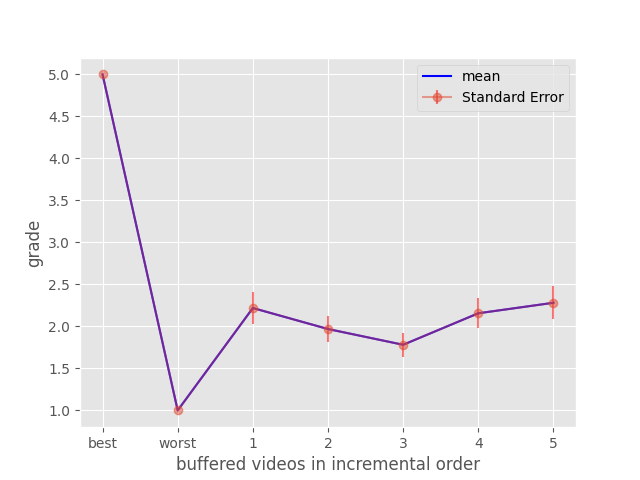 mean
Standard Error
5.0
4.5
4.0
3.5
3.0
2.5
2.0
1.5
1.0
grade
best worst 1 2 3 4 5
buffered videos in incremental order